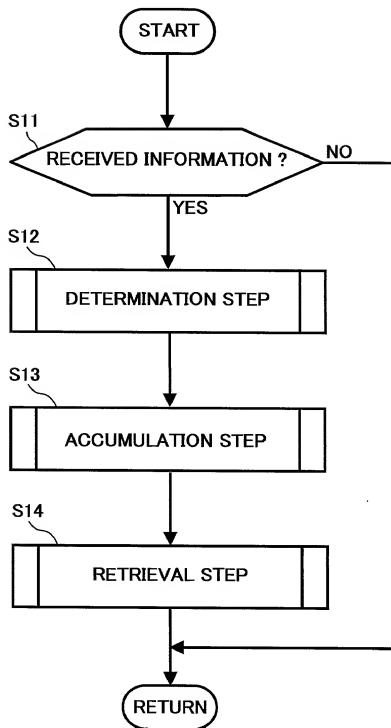 START
S11
RECEIVED INFORMATION ?
NO
YES
S12
DETERMINATION STEP
S13
ACCUMULATION STEP
S14
RETRIEVAL STEP
RETURN